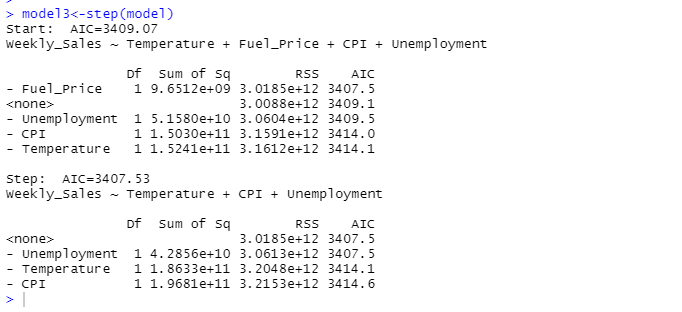 > model3<-step(model)
Start:  AIC=3409.07
Weekly_Sales ~ Temperature + Fuel_Price + CPI + Unemployment

               Df  Sum of Sq        RSS    AIC
- Fuel_Price    1 9.6512e+09 3.0185e+12 3407.5
<none>                       3.0088e+12 3409.1
- Unemployment  1 5.1580e+10 3.0604e+12 3409.5
- CPI           1 1.5030e+11 3.1591e+12 3414.0
- Temperature   1 1.5241e+11 3.1612e+12 3414.1

Step:  AIC=3407.53
Weekly_Sales ~ Temperature + CPI + Unemployment

               Df  Sum of Sq        RSS    AIC
<none>                       3.0185e+12 3407.5
- Unemployment  1 4.2856e+10 3.0613e+12 3407.5
- Temperature   1 1.8633e+11 3.2048e+12 3414.1
- CPI           1 1.9681e+11 3.2153e+12 3414.6
>